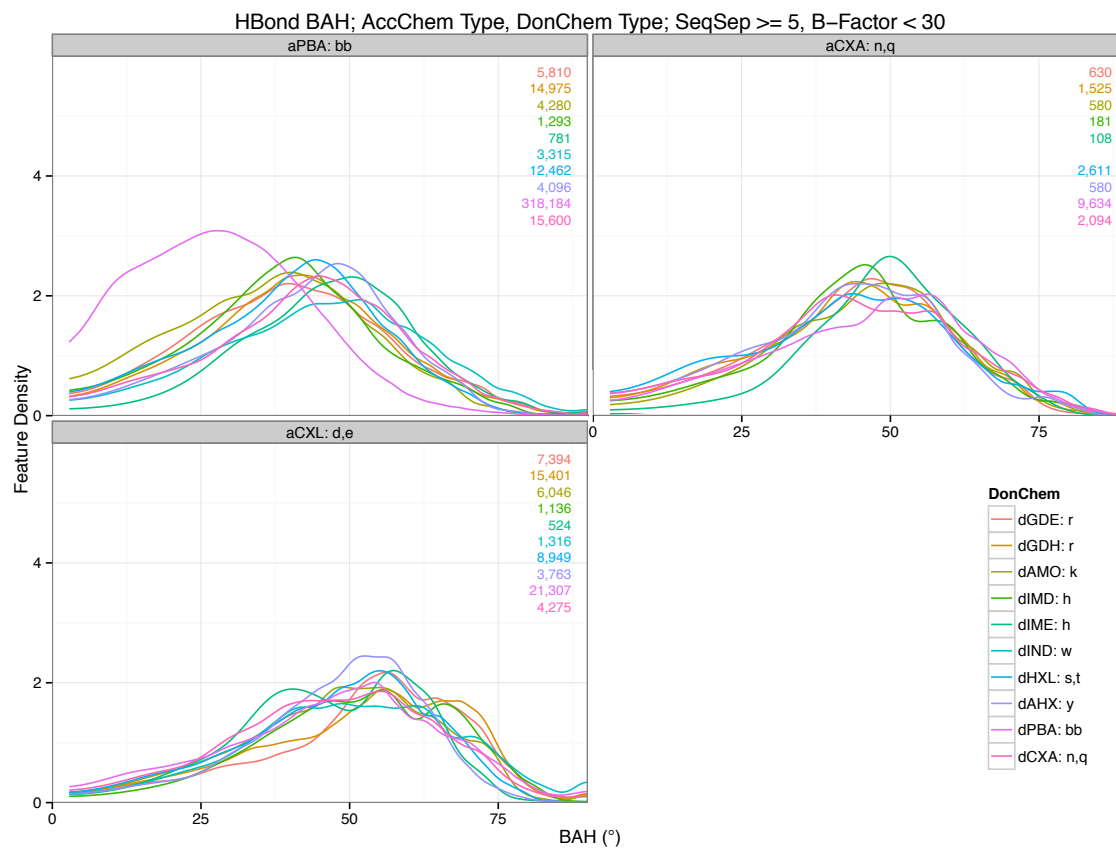 HBond BAH; AccChem Type, DonChem Type; SeqSep >= 5, B−Factor < 30
aPBA: bb
5,810
14,975
4,280
1,293
781
3,315
12,462
4,096
318,184
15,600
4
2
0
aCXA: n,q
630
1,525
580
181
108
2,611
580
9,634
2,094
0
25
50
75
aCXL: d,e
7,394
15,401
6,046
1,136
524
1,316
8,949
3,763
21,307
4,275
4
2
0
0
25
50
75
Feature Density
BAH (°)
DonChem
dGDE: r
dGDH: r
dAMO: k
dIMD: h
dIME: h
dIND: w
dHXL: s,t
dAHX: y
dPBA: bb
dCXA: n,q